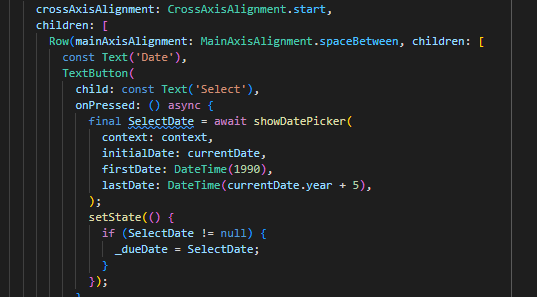 crossAxisAlignment: CrossAxisAlignment.start,
children: [
Row(mainAxisAlignment: MainAxisAlignment.spaceBetween, children: [
const Text('Date'),
TextButton(
child: const Text('Select'),
onPressed: () async {
final SelectDate = await showDatePicker(
context: context,
initialDate: currentDate,
firstDate: DateTime(1990),
lastDate: DateTime(currentDate.year + 5),
);
setState(() {
if (SelectDate != null) {
_dueDate = SelectDate;
}
});